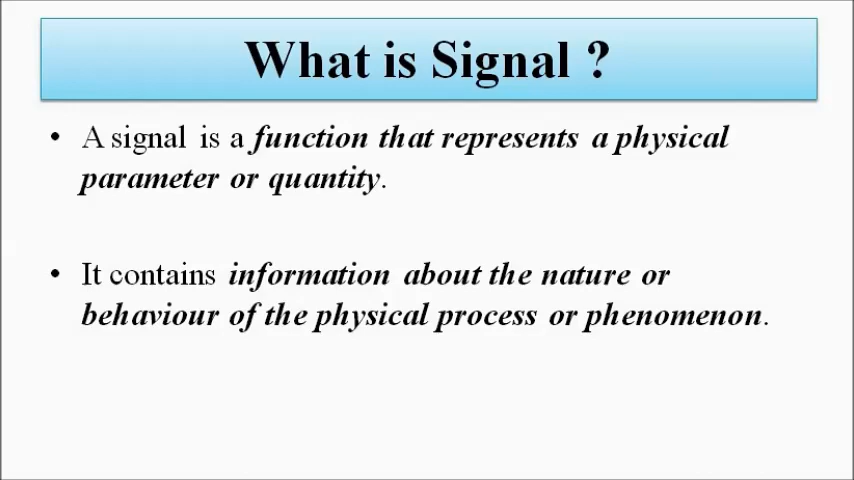 What is Signal ?
• A signal is a function that represents a physical
parameter or quantity.
• It contains information about the nature or
behaviour of the physical process or phenomenon.